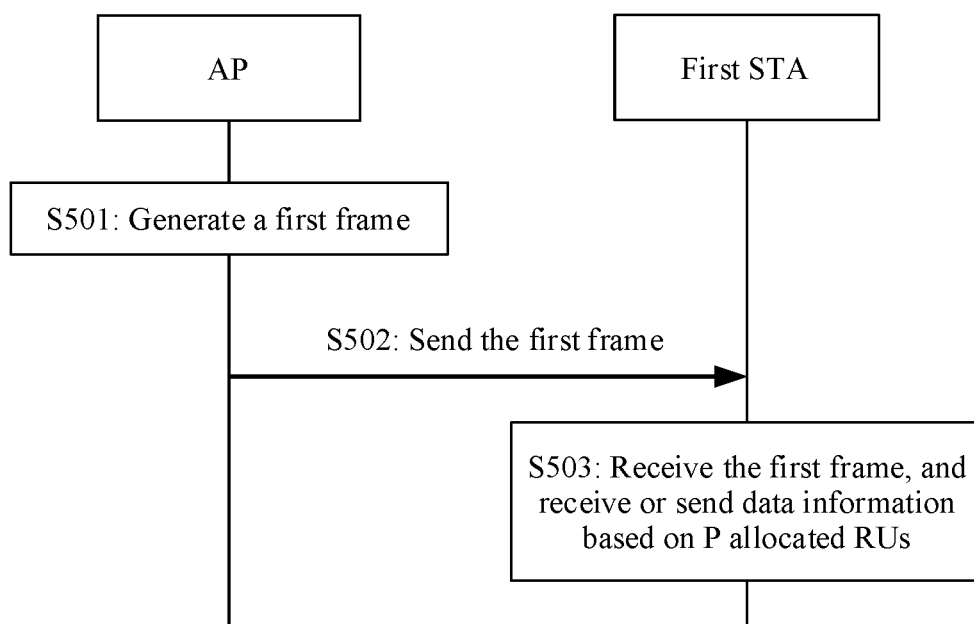 AP
First STA
S501: Generate a first frame
S502: Send the first frame
S503: Receive the first frame, and
receive or send data information
based on P allocated RUs